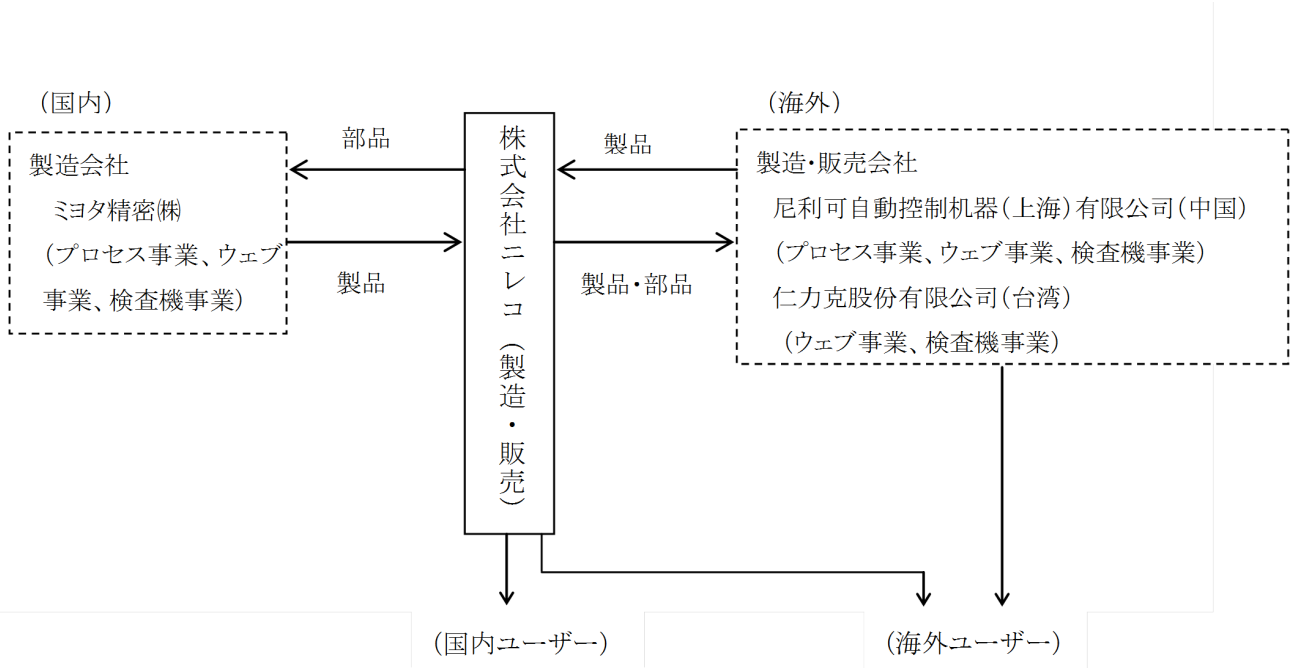 (国内)
製造会社
ミヨタ精密㈱
(プロセス事業、ウェブ
事業、検査機事業)
部品
製品
株式会社ニレコ(製造・販売)
製品
製品・部品
(海外)
製造・販売会社
尼利可自動控制机器(上海)有限公司(中国)
(プロセス事業、ウェブ事業、検査機事業)
仁力克股份有限公司(台湾)
(ウェブ事業、検査機事業)
(国内ユーザー)
(海外ユーザー)